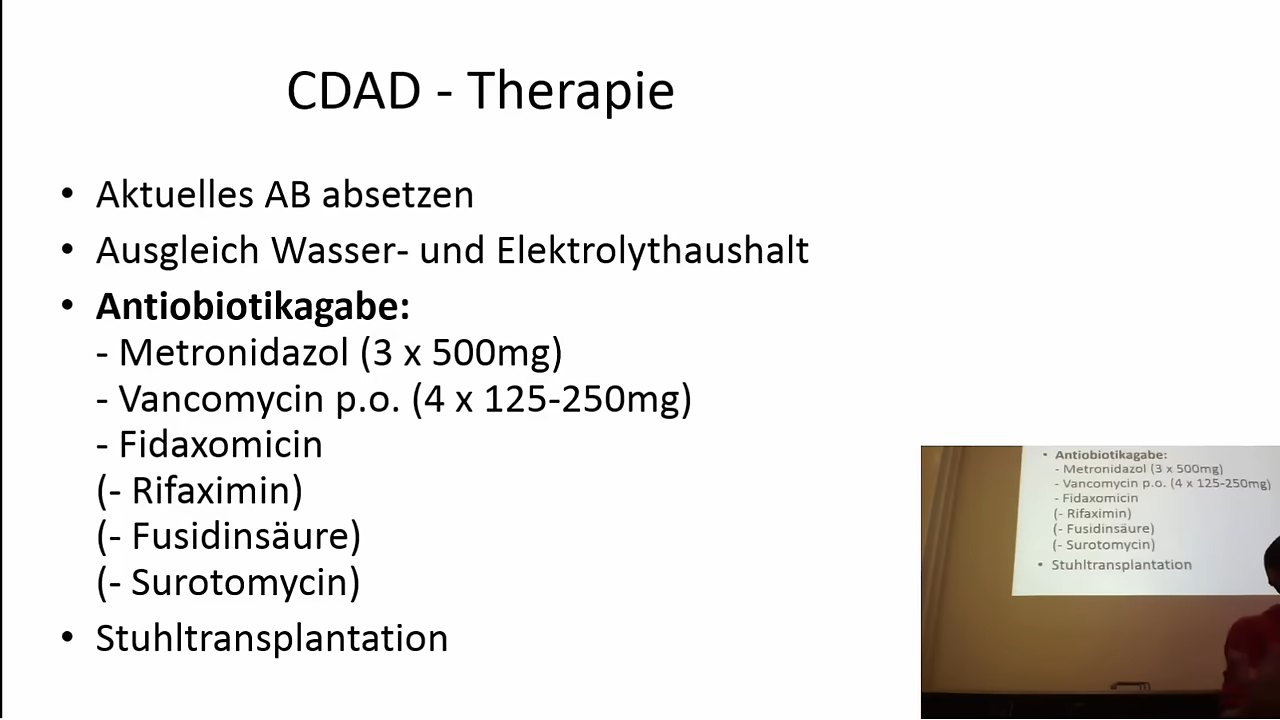 CDAD - Therapie
• Aktuelles AB absetzen
• Ausgleich Wasser- und Elektrolythaushalt
• Antiobiotikagabe:
- Metronidazol (3 x 500mg)
- Vancomycin p.o. (4 x 125-250mg)
- Fidaxomicin
(- Rifaximin)
(- Fusidinsäure)
(- Surotomycin)
• Stuhltransplantation
• Antiobiotikagabe:
- Metronidazol (3 x 500mg)
- Vancomycin p.o. (4 x 125-250mg)
- Fidaxomicin
(- Rifaximin)
(- Fusidinsäure)
(- Surotomycin)
• Stuhltransplantation